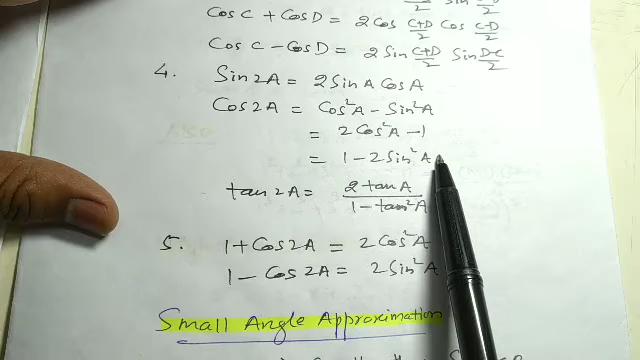 Cos C + Cos D = 2 Cos (C+D)/2 Cos (C-D)/2
Cos C - Cos D = 2 Sin (C+D)/2 Sin (D-C)/2
4. Sin 2A = 2 Sin A Cos A
Cos 2A = Cos²A - Sin²A
= 2 Cos²A - 1
= 1 - 2 Sin²A
tan 2A = 2 tan A / 1 - tan²A
5. 1 + Cos 2A = 2 Cos²A
1 - Cos 2A = 2 Sin²A
Small Angle Approximation